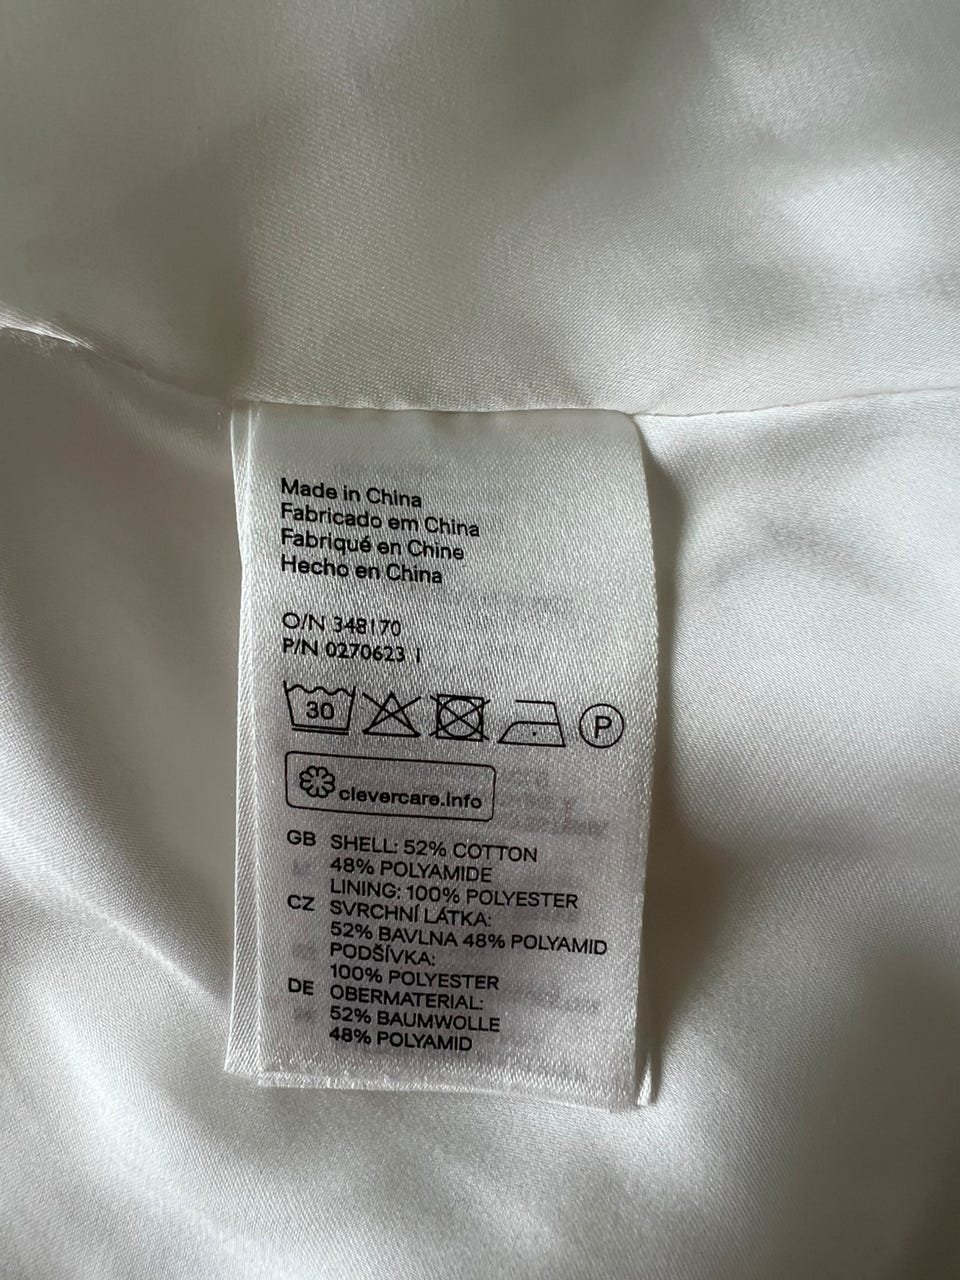 Made in China
Fabricado em China
Fabriqué en Chine
Hecho en China
O/N 348170
P/N 0270623 1
30
P
clevercare.info
GB SHELL: 52% COTTON
48% POLYAMIDE
LINING: 100% POLYESTER
CZ SVRCHNÍ LÁTKA:
52% BAVLNA 48% POLYAMID
PODŠÍVKA:
100% POLYESTER
DE OBERMATERIAL:
52% BAUMWOLLE
48% POLYAMID